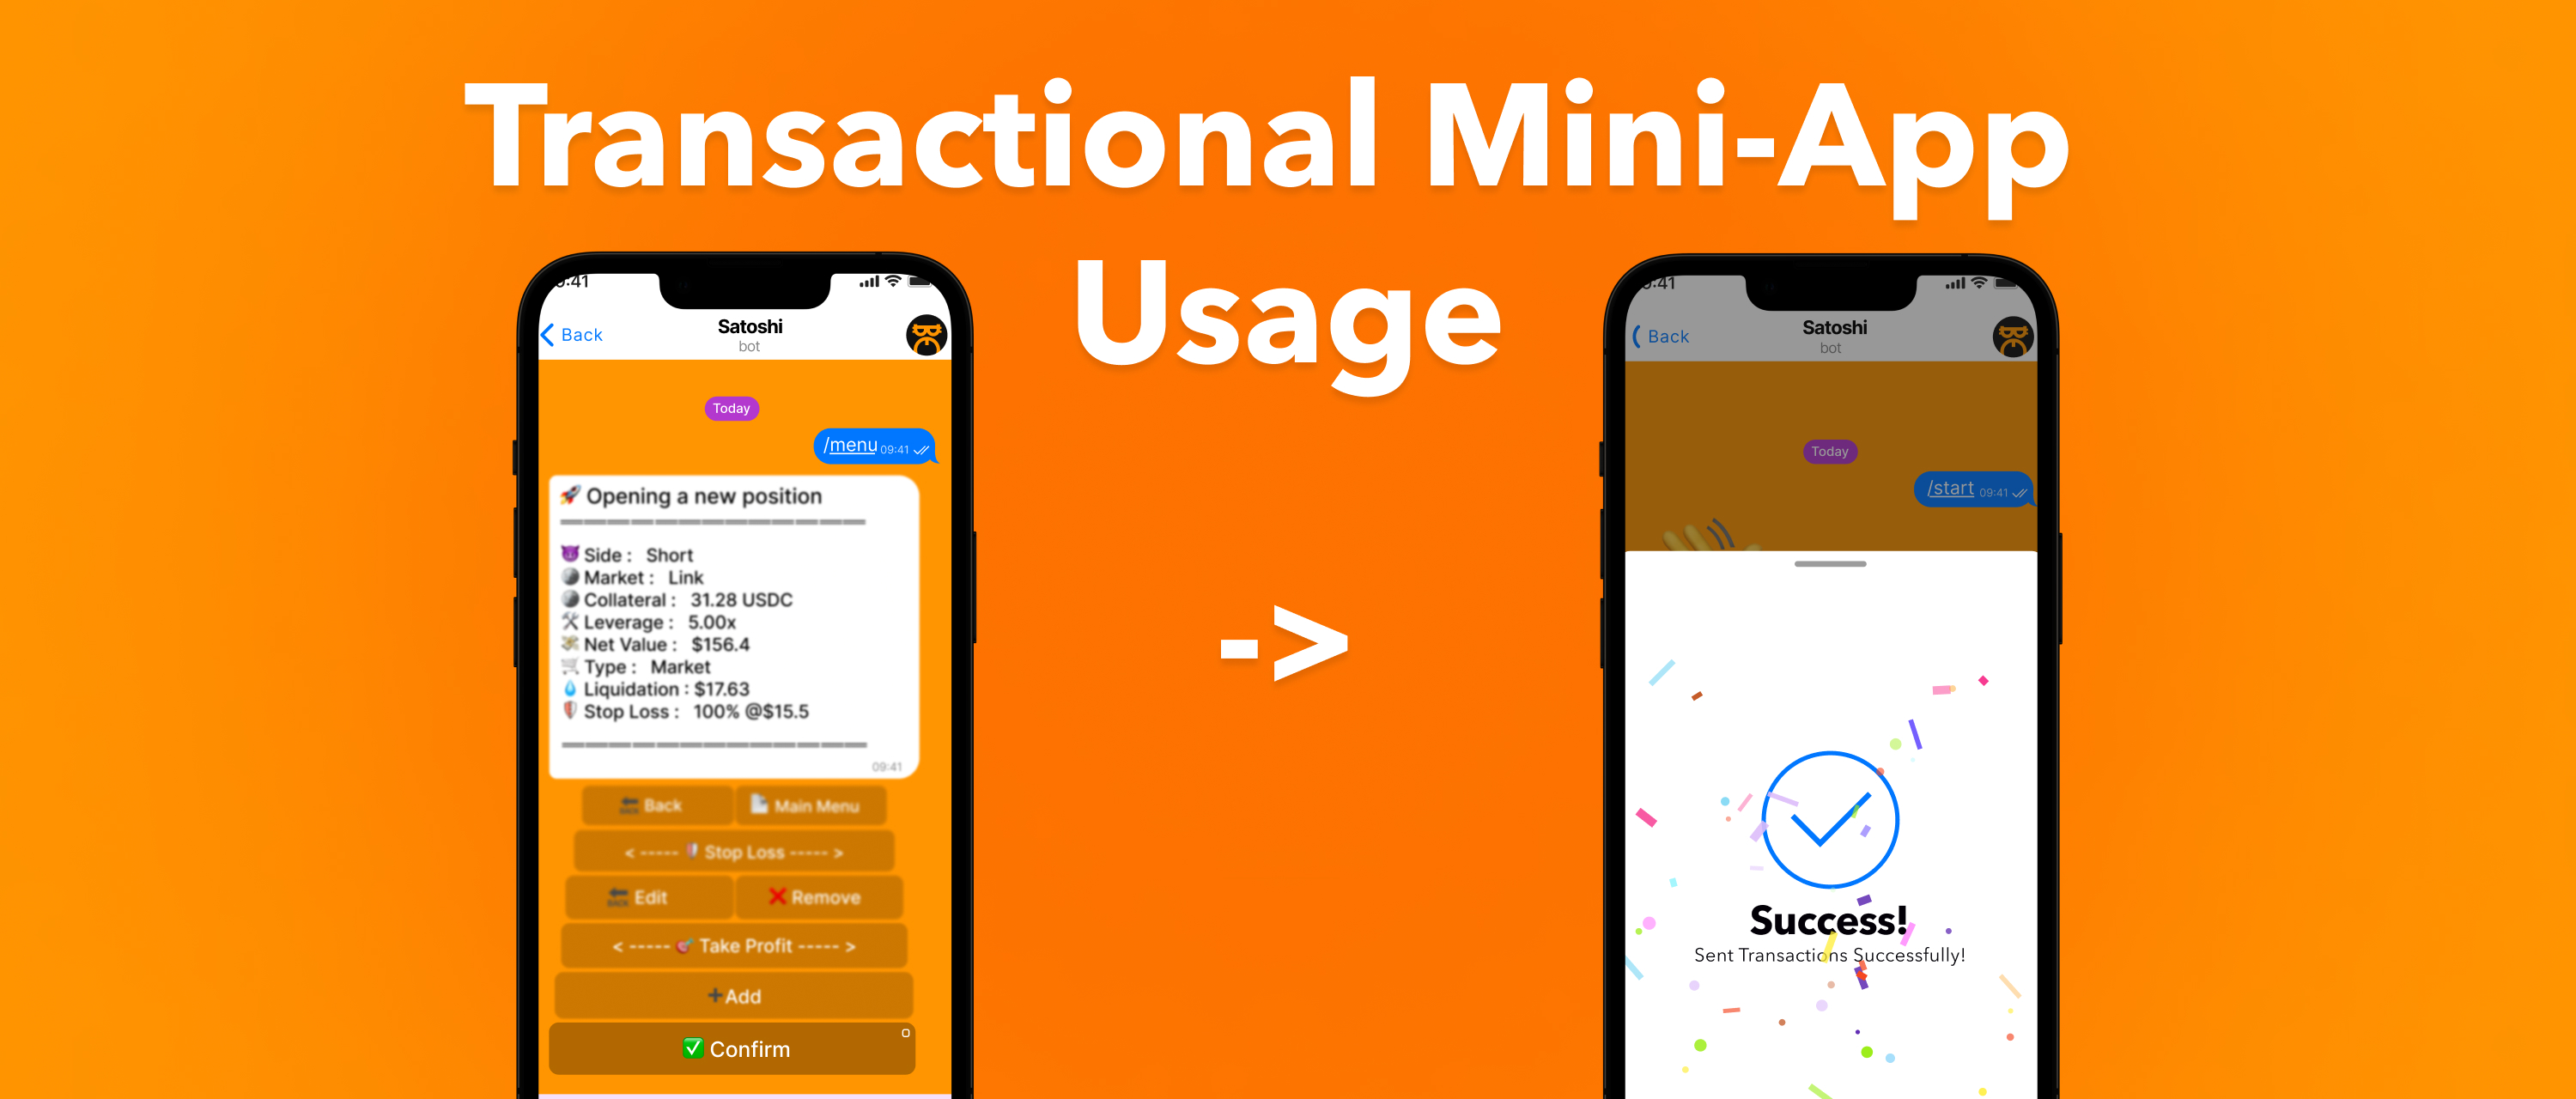 Transactional Mini-App
Usage
->
:41
Back
Satoshi
bot
Today
/menu 09:41
🚀 Opening a new position
😈 Side : Short
Market : Link
Collateral : 31.28 USDC
🛠 Leverage : 5.00x
💸 Net Value : $156.4
🛒 Type : Market
💧 Liquidation : $17.63
Stop Loss : 100% @$15.5
09:41
Back
Main Menu
< ----- Stop Loss ----- >
Edit
❌ Remove
< ----- 🎯 Take Profit ----- >
➕Add
✅ Confirm
:41
Back
Satoshi
bot
Today
/start 09:41
Success!
Sent Transactions Successfully!